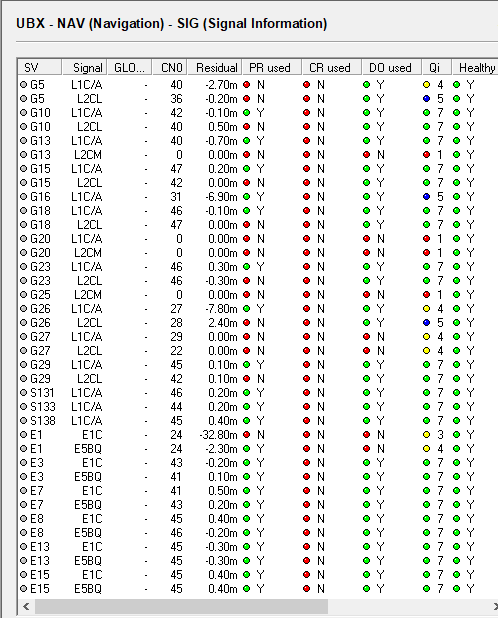 UBX - NAV (Navigation) - SIG (Signal Information)
SV Signal GLO... CN0 Residual PR used CR used DO used Qi Healthy
G5 L1C/A - 40 -2.70m N N Y 4 Y
G5 L2CL - 36 -0.20m N N Y 5 Y
G10 L1C/A - 42 -0.10m Y N Y 7 Y
G10 L2CL - 40 0.50m N N Y 7 Y
G13 L1C/A - 40 -0.70m Y N Y 7 Y
G13 L2CM - 0 0.00m N N N 1 Y
G15 L1C/A - 47 0.20m Y N Y 7 Y
G15 L2CL - 42 0.00m N N Y 7 Y
G16 L1C/A - 31 -6.90m Y N Y 5 Y
G18 L1C/A - 46 -0.10m Y N Y 7 Y
G18 L2CL - 47 0.00m N N Y 7 Y
G20 L1C/A - 0 0.00m N N N 1 Y
G20 L2CM - 0 0.00m N N N 1 Y
G23 L1C/A - 46 0.30m Y N Y 7 Y
G23 L2CL - 46 -0.30m N N Y 7 Y
G25 L2CM - 0 0.00m N N N 1 Y
G26 L1C/A - 27 -7.80m Y N Y 4 Y
G26 L2CL - 28 2.40m N N Y 5 Y
G27 L1C/A - 29 0.00m N N N 4 Y
G27 L2CL - 22 0.00m N N N 4 Y
G29 L1C/A - 45 0.10m Y N Y 7 Y
G29 L2CL - 42 0.10m N N Y 7 Y
S131 L1C/A - 46 0.20m Y N Y 7 Y
S133 L1C/A - 44 0.20m Y N Y 7 Y
S138 L1C/A - 45 0.40m Y N Y 7 Y
E1 E1C - 24 -32.80m N N N 3 Y
E1 E5BQ - 24 -2.30m Y N N 4 Y
E3 E1C - 43 -0.20m Y N Y 7 Y
E3 E5BQ - 41 0.10m Y N Y 7 Y
E7 E1C - 41 0.50m Y N Y 7 Y
E7 E5BQ - 43 0.20m Y N Y 7 Y
E8 E1C - 45 0.40m Y N Y 7 Y
E8 E5BQ - 46 -0.20m Y N Y 7 Y
E13 E1C - 45 -0.30m Y N Y 7 Y
E13 E5BQ - 45 0.30m Y N Y 7 Y
E15 E1C - 45 0.40m Y N Y 7 Y
E15 E5BQ - 45 0.40m Y N Y 7 Y